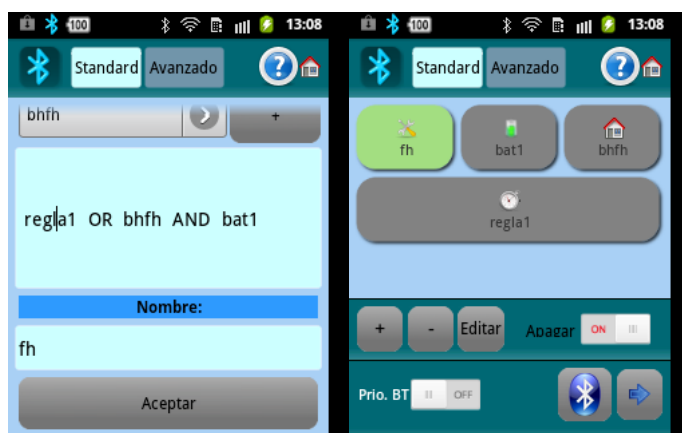 100 13:08
Standard Avanzado ?
bhfh +
regla1 OR bhfh AND bat1
Nombre:
fh
Aceptar
100 13:08
Standard Avanzado ?
fh bat1 bhfh
regla1
+ - Editar Apagar ON
Prio. BT OFF